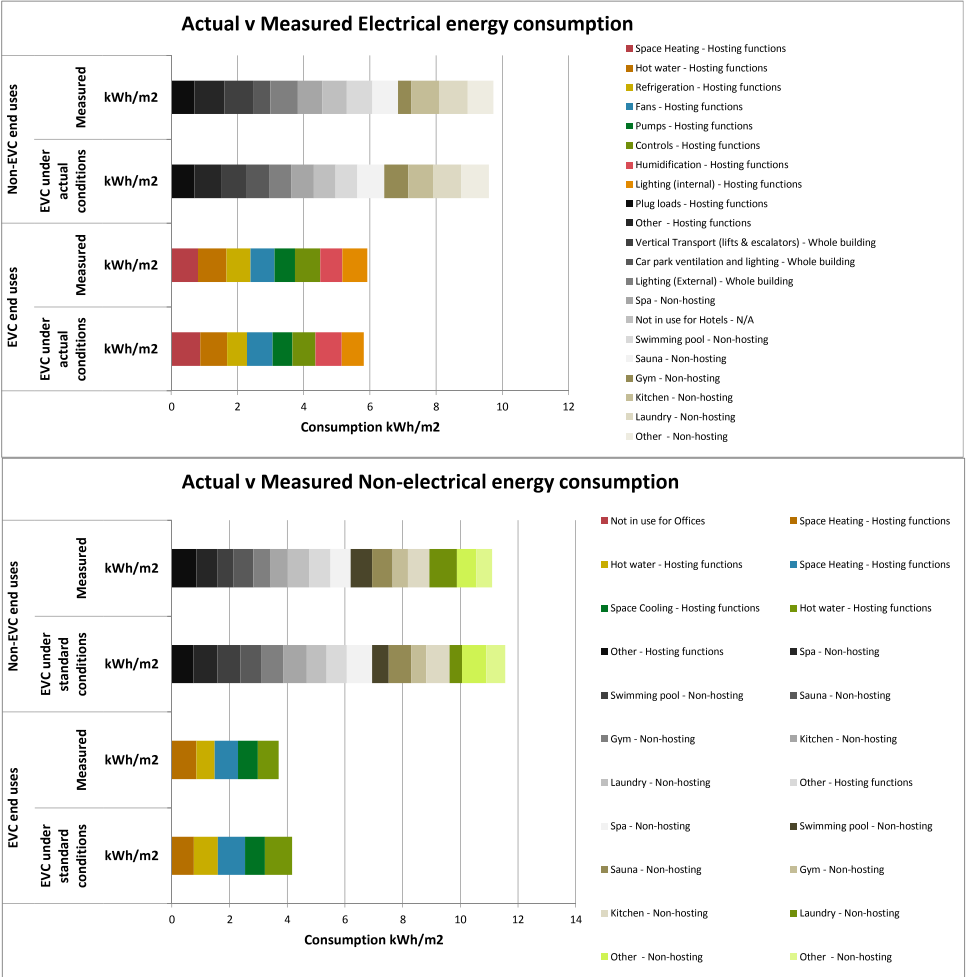 Actual v Measured Electrical energy consumption
Non-EVC end uses
Measured
kWh/m2
EVC under
actual
conditions
kWh/m2
EVC end uses
Measured
kWh/m2
EVC under
actual
conditions
kWh/m2
0 2 4 6 8 10 12
Consumption kWh/m2
Space Heating - Hosting functions
Hot water - Hosting functions
Refrigeration - Hosting functions
Fans - Hosting functions
Pumps - Hosting functions
Controls - Hosting functions
Humidification - Hosting functions
Lighting (internal) - Hosting functions
Plug loads - Hosting functions
Other - Hosting functions
Vertical Transport (lifts & escalators) - Whole building
Car park ventilation and lighting - Whole building
Lighting (External) - Whole building
Spa - Non-hosting
Not in use for Hotels - N/A
Swimming pool - Non-hosting
Sauna - Non-hosting
Gym - Non-hosting
Kitchen - Non-hosting
Laundry - Non-hosting
Other - Non-hosting
Actual v Measured Non-electrical energy consumption
Non-EVC end uses
Measured
kWh/m2
EVC under
standard
conditions
kWh/m2
EVC end uses
Measured
kWh/m2
EVC under
standard
conditions
kWh/m2
0 2 4 6 8 10 12 14
Consumption kWh/m2
Not in use for Offices
Space Heating - Hosting functions
Hot water - Hosting functions
Space Heating - Hosting functions
Space Cooling - Hosting functions
Hot water - Hosting functions
Other - Hosting functions
Spa - Non-hosting
Swimming pool - Non-hosting
Sauna - Non-hosting
Gym - Non-hosting
Kitchen - Non-hosting
Laundry - Non-hosting
Other - Hosting functions
Spa - Non-hosting
Swimming pool - Non-hosting
Sauna - Non-hosting
Gym - Non-hosting
Kitchen - Non-hosting
Laundry - Non-hosting
Other - Non-hosting
Other - Non-hosting